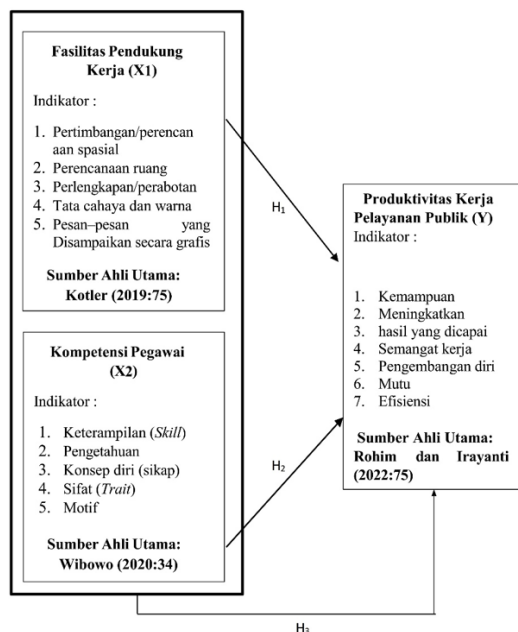 Fasilitas Pendukung
Kerja (X1)
Indikator :
1. Pertimbangan/perencan
aan spasial
2. Perencanaan ruang
3. Perlengkapan/perabotan
4. Tata cahaya dan warna
5. Pesan–pesan yang
Disampaikan secara grafis
Sumber Ahli Utama:
Kotler (2019:75)
Kompetensi Pegawai
(X2)
Indikator :
1. Keterampilan (Skill)
2. Pengetahuan
3. Konsep diri (sikap)
4. Sifat (Trait)
5. Motif
Sumber Ahli Utama:
Wibowo (2020:34)
H1
H2
Produktivitas Kerja
Pelayanan Publik (Y)
Indikator :
1. Kemampuan
2. Meningkatkan
3. hasil yang dicapai
4. Semangat kerja
5. Pengembangan diri
6. Mutu
7. Efisiensi
Sumber Ahli Utama:
Rohim dan Irayanti
(2022:75)
H3